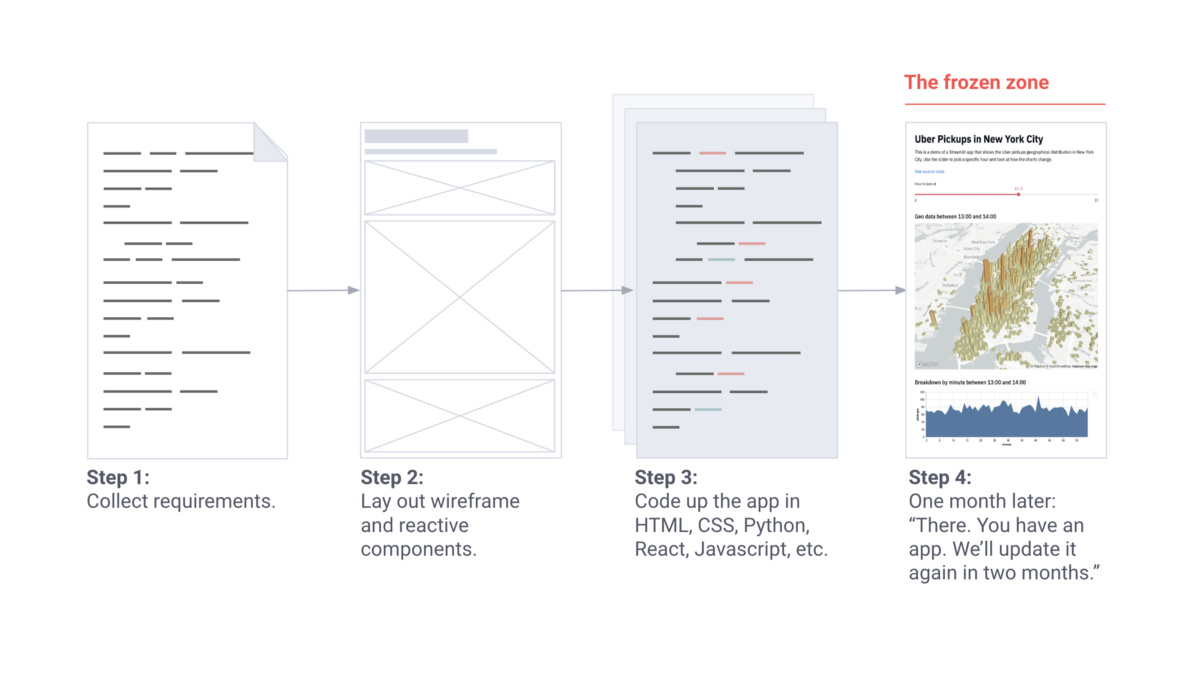 The frozen zone
Uber Pickups in New York City
This is a demo of a Streamlit app that shows the Uber pickups geographical distribution in New York
City. Use the slider to pick a specific hour and look at how the charts change.
See source code
Hour to look at
0
23
Geo data between 13:00 and 14:00
Breakdown by minute between 13:00 and 14:00
Step 1:
Collect requirements.
Step 2:
Lay out wireframe
and reactive
components.
Step 3:
Code up the app in
HTML, CSS, Python,
React, Javascript, etc.
Step 4:
One month later:
“There. You have an
app. We’ll update it
again in two months.”